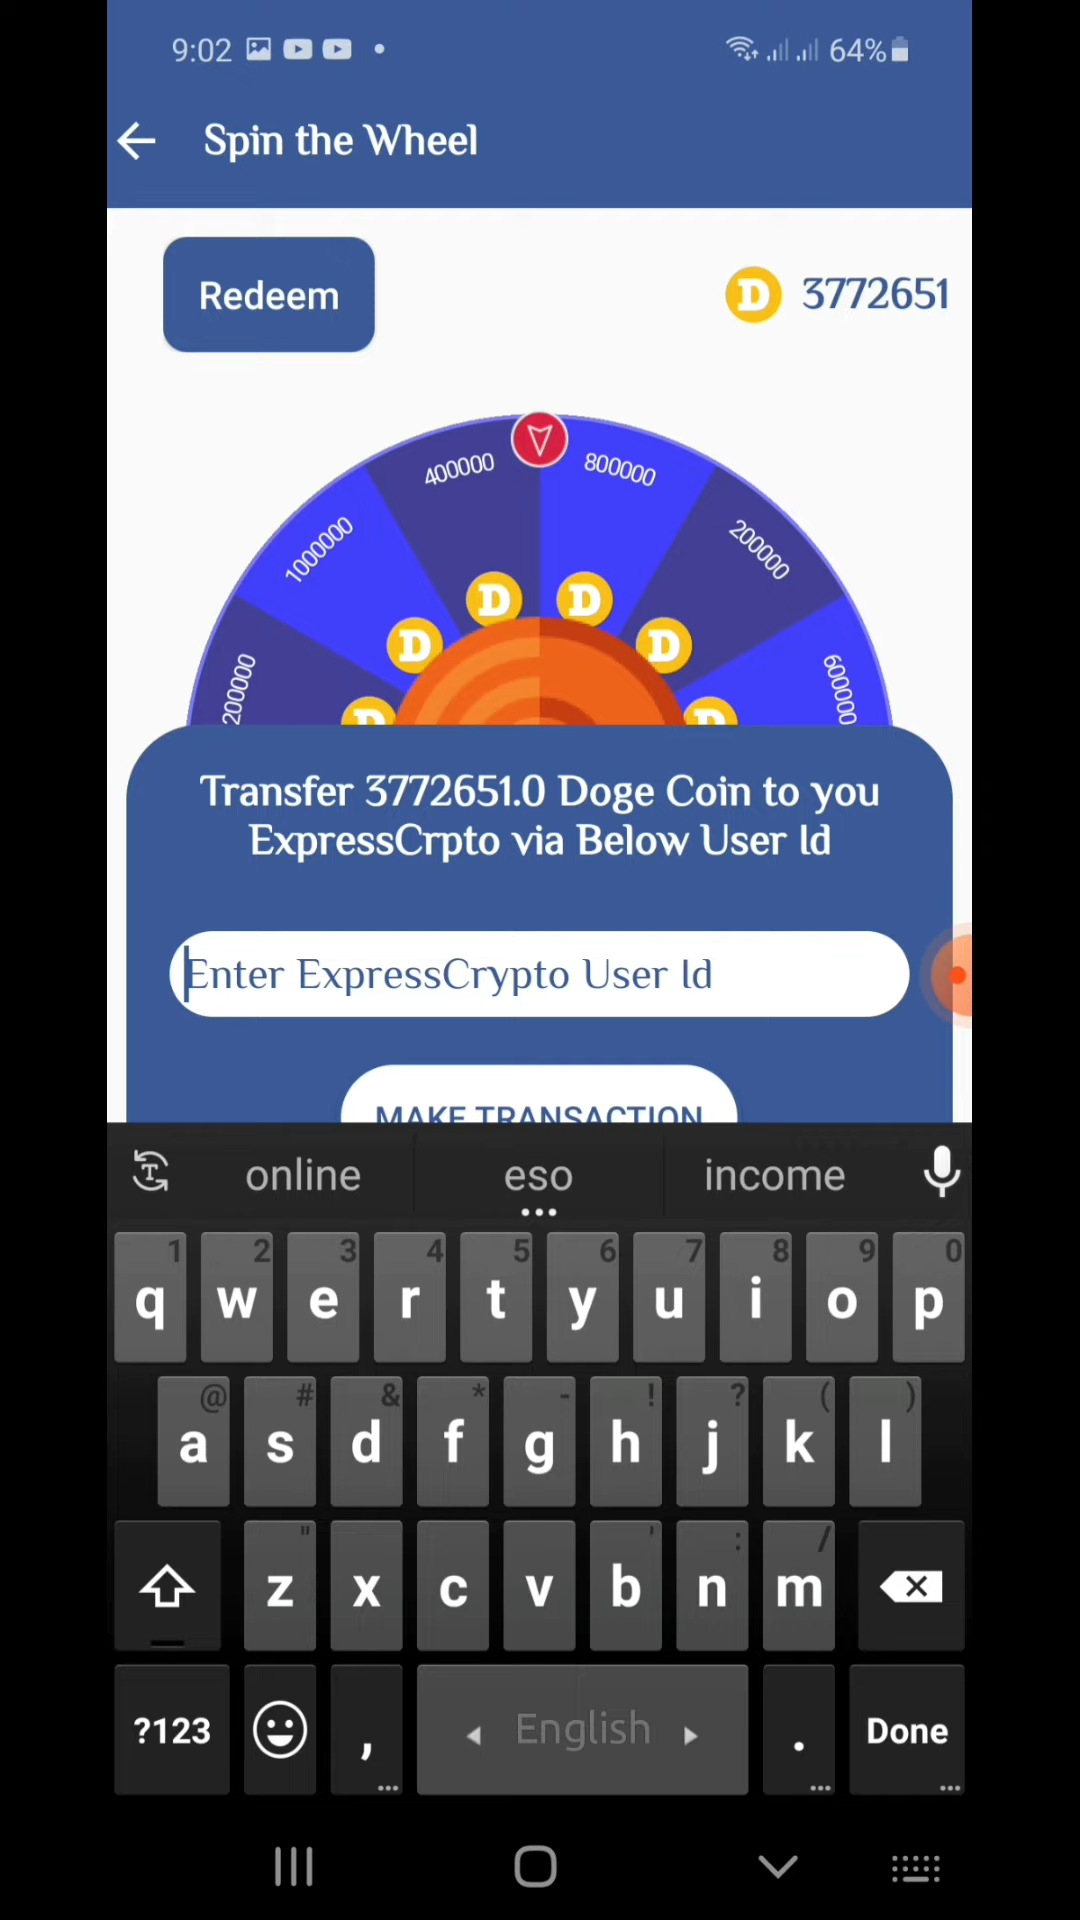 9:02 64%
Spin the Wheel
Redeem
D 3772651
400000 800000
1000000 200000
200000 600000
D D
D D
D D
Transfer 3772651.0 Doge Coin to you
ExpressCrpto via Below User Id
Enter ExpressCrypto User Id
MAKE TRANSACTION
T online eso income
1 2 3 4 5 6 7 8 9 0
q w e r t y u i o p
@ # & * - ! ? ( )
a s d f g h j k l
" ' : /
z x c v b n m
?123 , English . Done